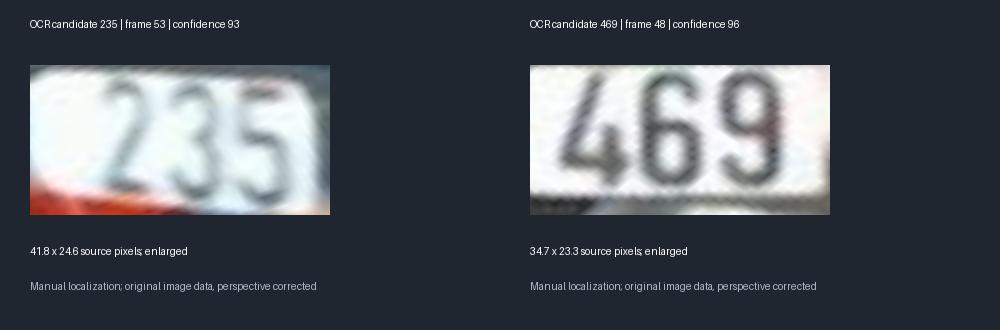 OCR candidate 235 | frame 53 | confidence 93
OCR candidate 469 | frame 48 | confidence 96
235
469
41.8 x 24.6 source pixels; enlarged
34.7 x 23.3 source pixels; enlarged
Manual localization; original image data, perspective corrected
Manual localization; original image data, perspective corrected